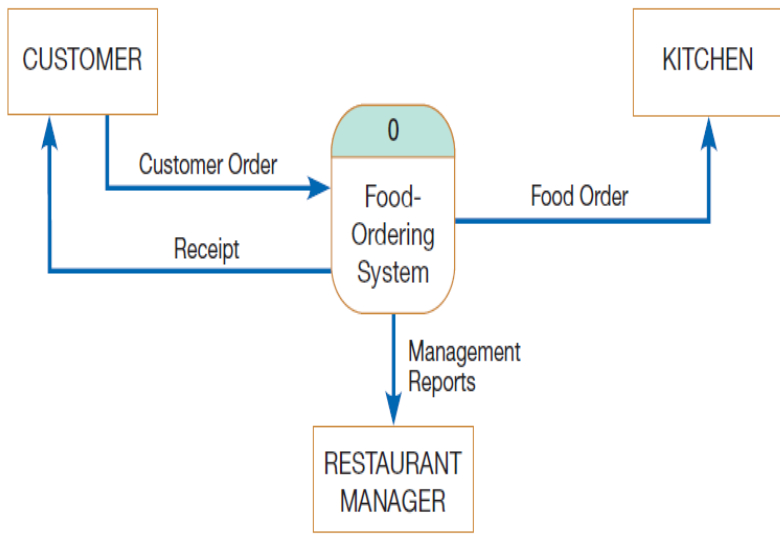 CUSTOMER
KITCHEN
0
Customer Order
Food-
Ordering
System
Food Order
Receipt
Management
Reports
RESTAURANT
MANAGER